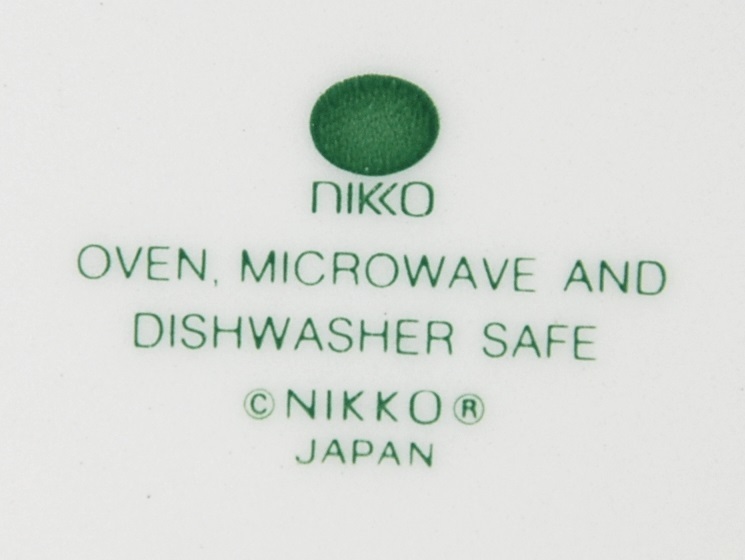 nikko
OVEN, MICROWAVE AND
DISHWASHER SAFE
©NIKKO®
JAPAN